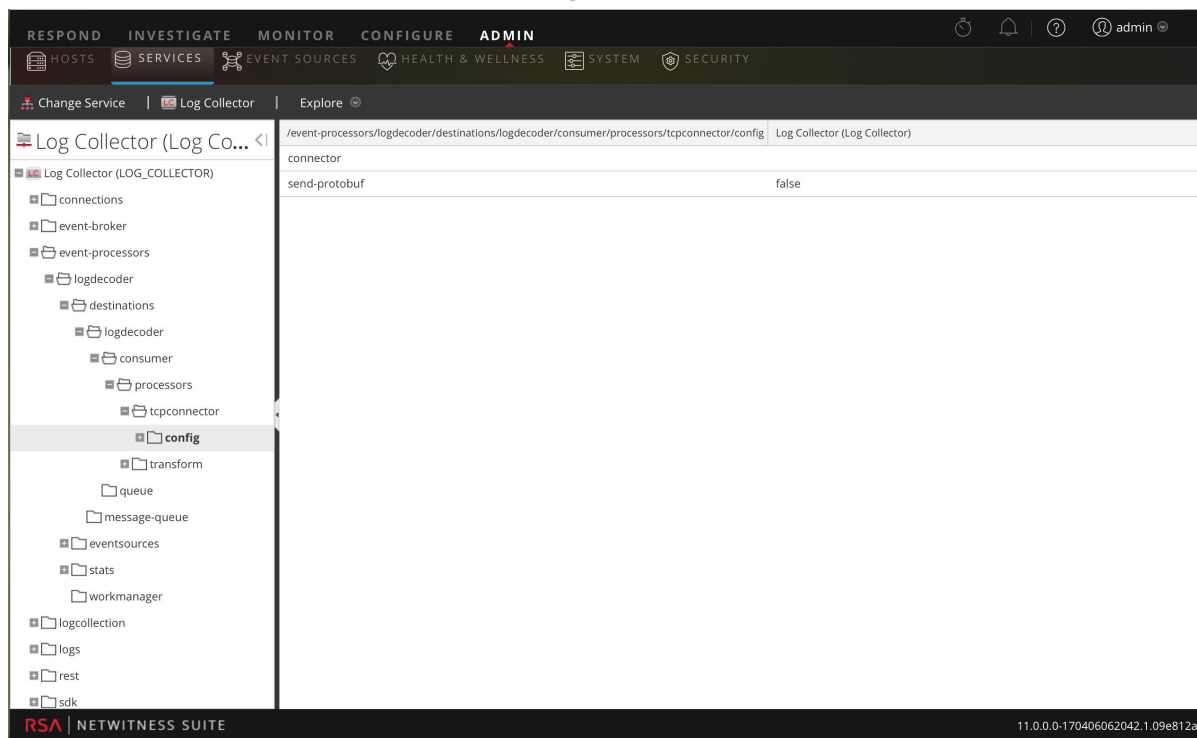 RESPOND INVESTIGATE MONITOR CONFIGURE ADMIN admin
HOSTS SERVICES EVENT SOURCES HEALTH & WELLNESS SYSTEM SECURITY
Change Service | LC Log Collector | Explore
Log Collector (Log Co...
/event-processors/logdecoder/destinations/logdecoder/consumer/processors/tcpconnector/config Log Collector (Log Collector)
connector
send-protobuf false
LC Log Collector (LOG_COLLECTOR)
connections
event-broker
event-processors
logdecoder
destinations
logdecoder
consumer
processors
tcpconnector
config
transform
queue
message-queue
eventsources
stats
workmanager
logcollection
logs
rest
sdk
RSA | NETWITNESS SUITE 11.0.0.0-170406062042.1.09e812a